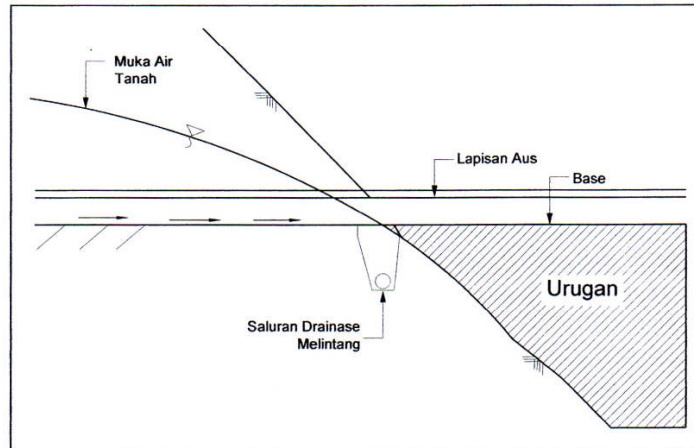 Muka Air
Tanah
Lapisan Aus
Base
Urugan
Saluran Drainase
Melintang